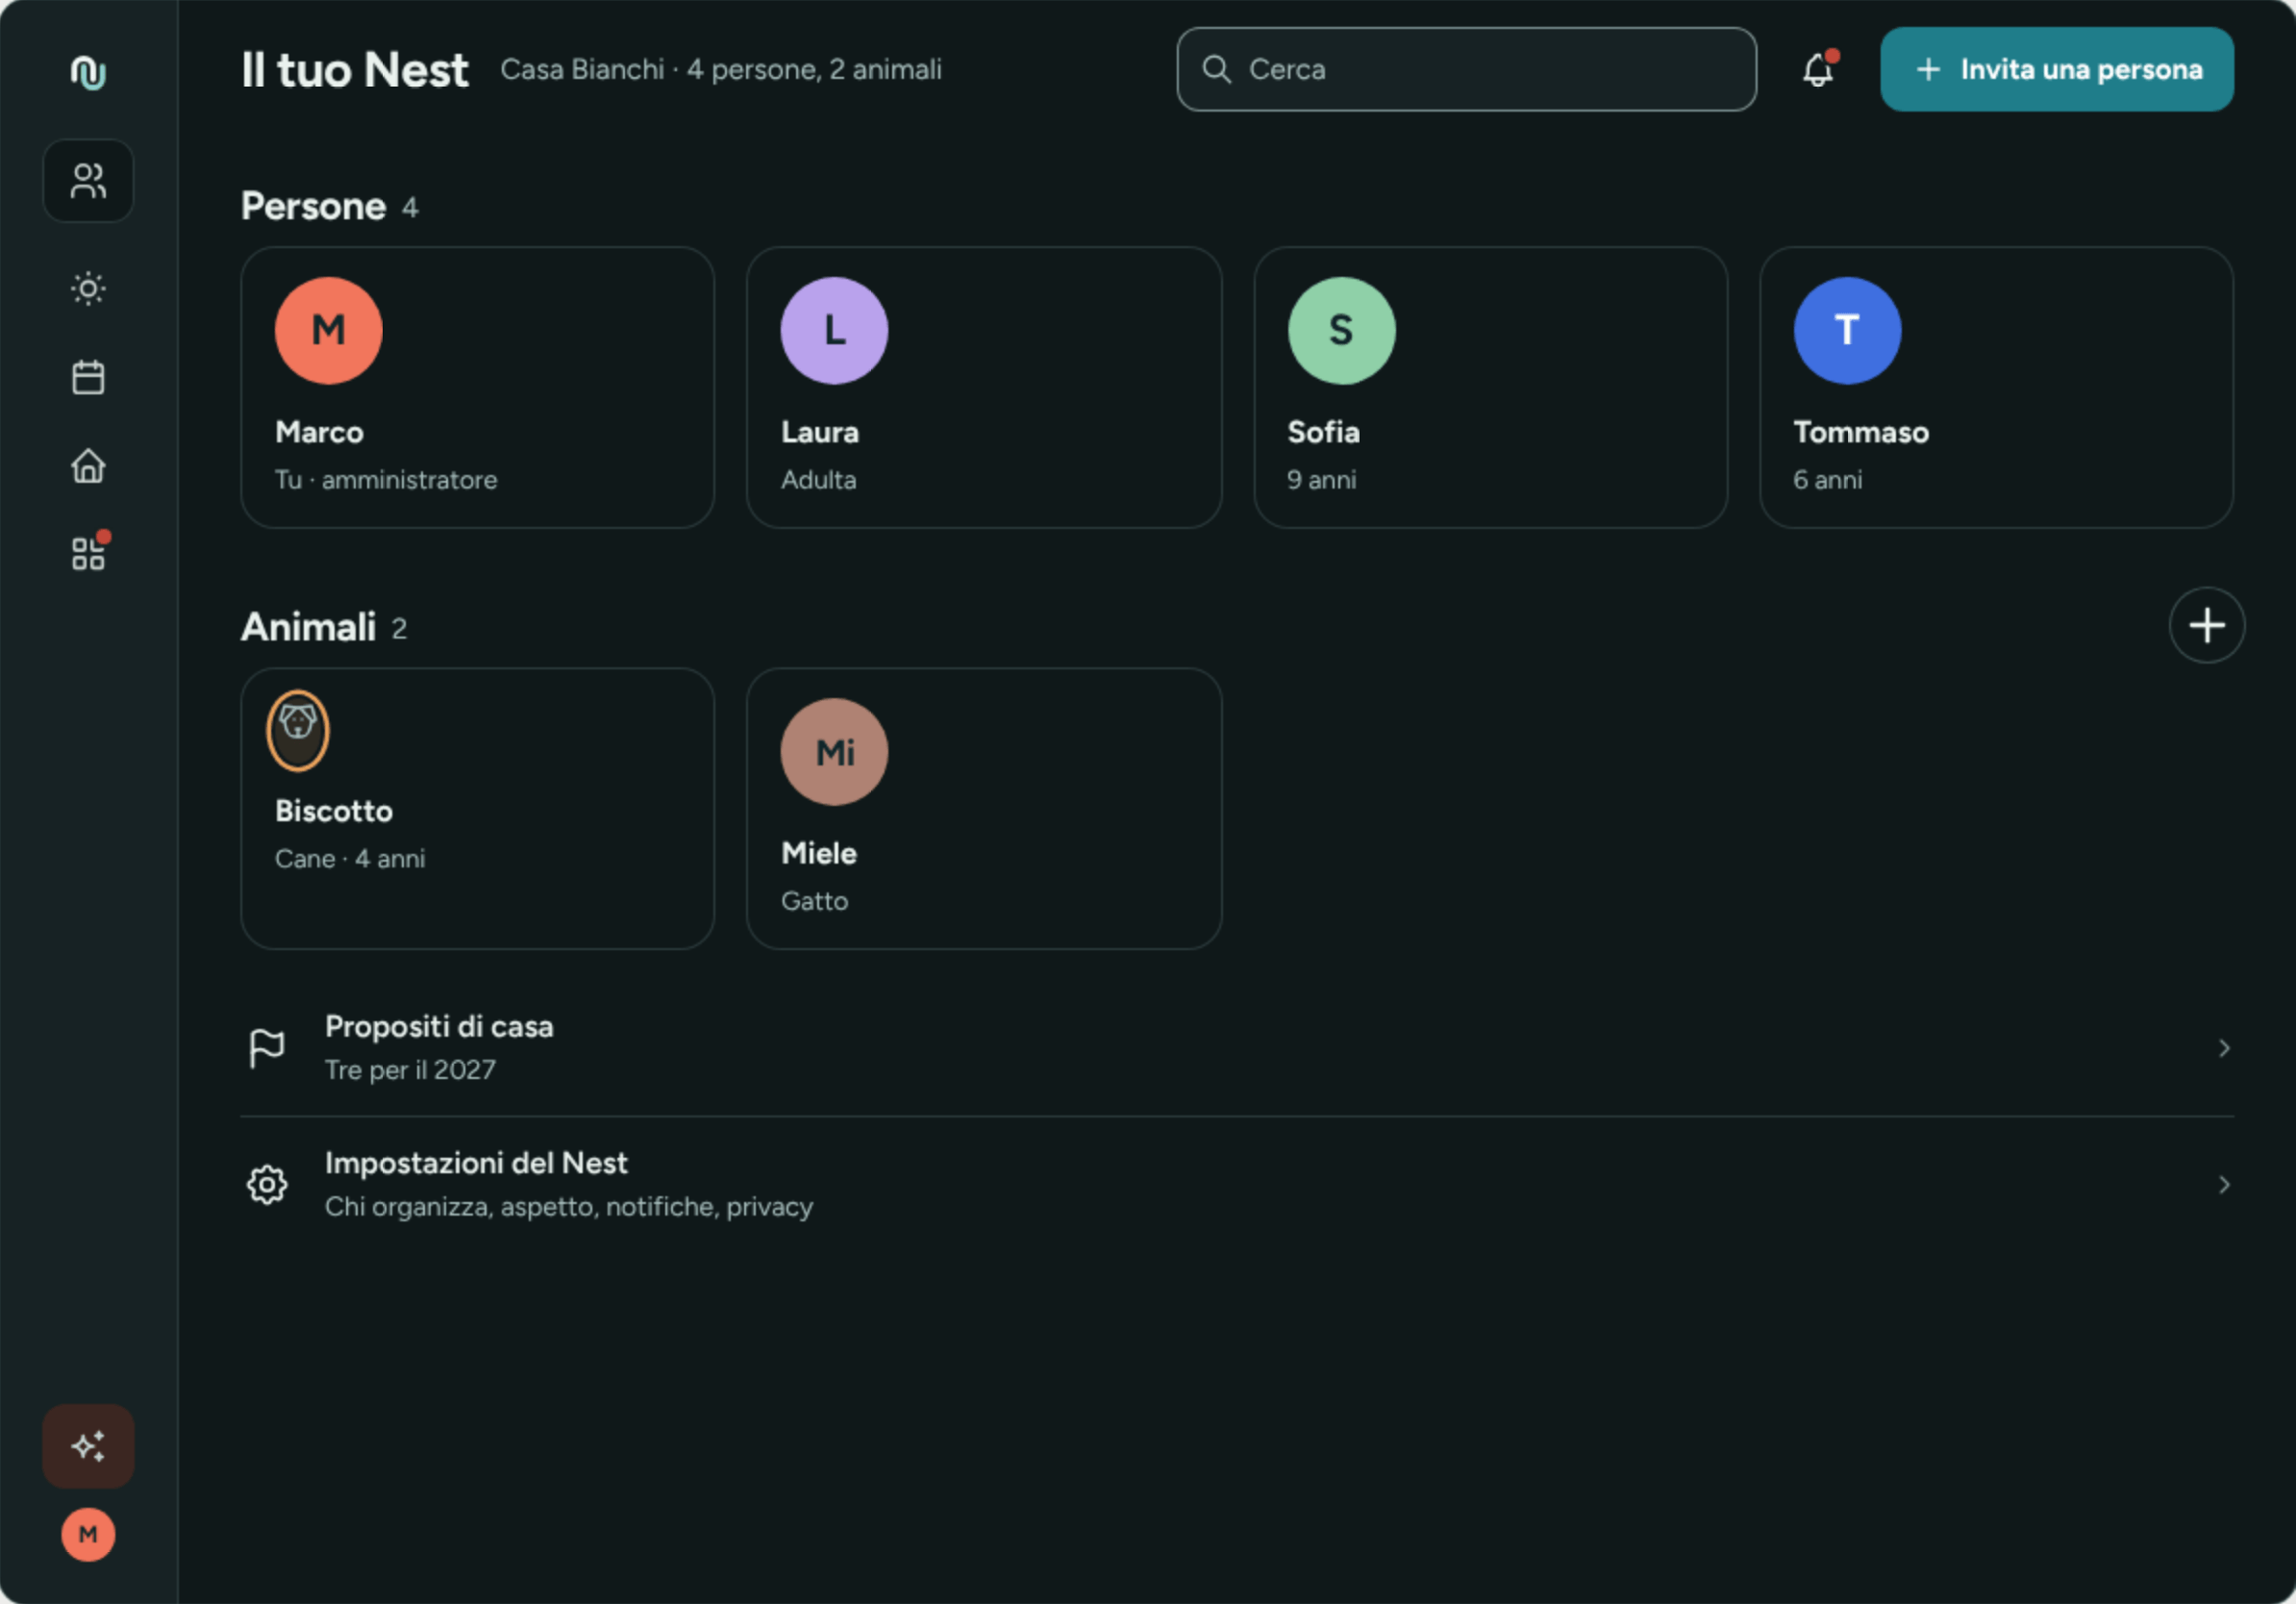 Il tuo Nest
Casa Bianchi · 4 persone, 2 animali
Cerca
Invita una persona
Persone 4
M
Marco
Tu · amministratore
L
Laura
Adulta
S
Sofia
9 anni
T
Tommaso
6 anni
Animali 2
Biscotto
Cane · 4 anni
Mi
Miele
Gatto
Propositi di casa
Tre per il 2027
Impostazioni del Nest
Chi organizza, aspetto, notifiche, privacy
M